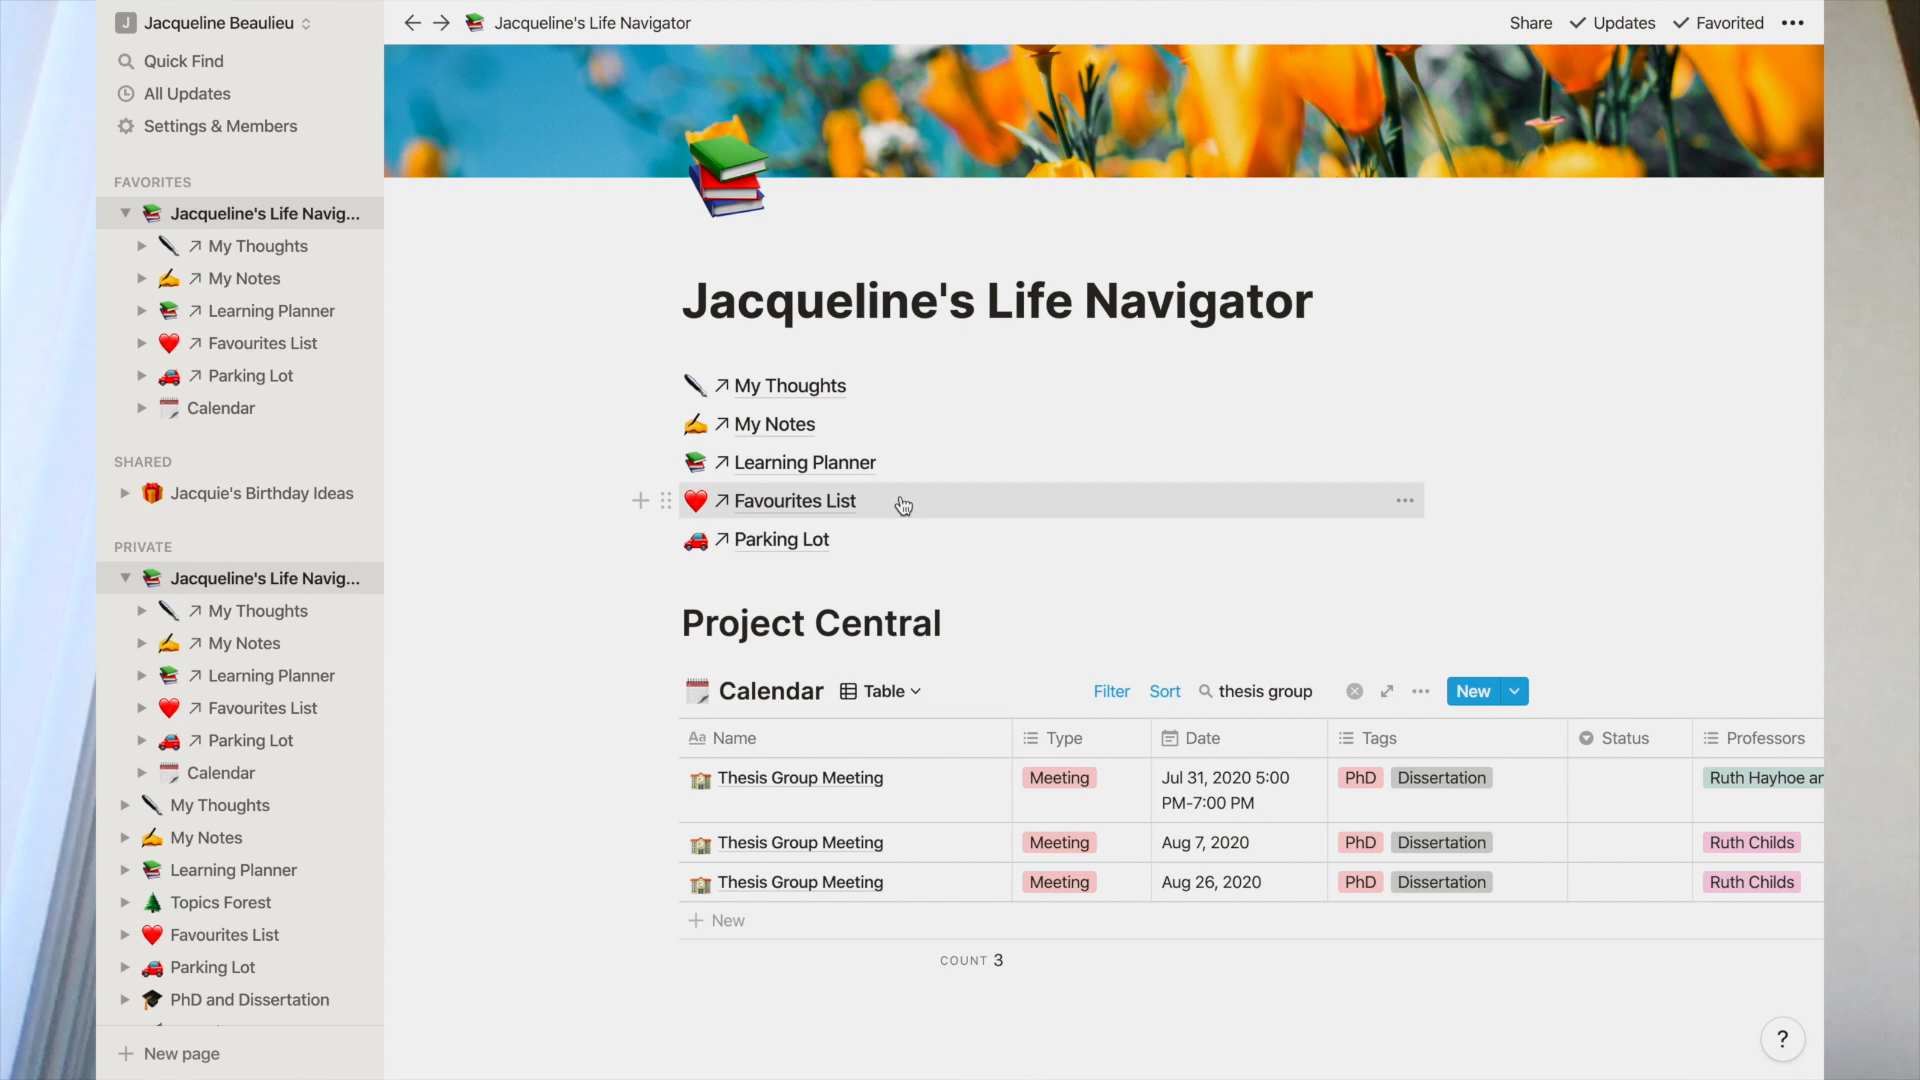 J Jacqueline Beaulieu
Quick Find
All Updates
Settings & Members
FAVORITES
Jacqueline's Life Navig...
My Thoughts
My Notes
Learning Planner
Favourites List
Parking Lot
Calendar
SHARED
Jacquie's Birthday Ideas
PRIVATE
Jacqueline's Life Navig...
My Thoughts
My Notes
Learning Planner
Favourites List
Parking Lot
Calendar
My Thoughts
My Notes
Learning Planner
Topics Forest
Favourites List
Parking Lot
PhD and Dissertation
New page
Jacqueline's Life Navigator
Share Updates Favorited
Jacqueline's Life Navigator
My Thoughts
My Notes
Learning Planner
Favourites List
Parking Lot
Project Central
Calendar Table Filter Sort thesis group New
Aa Name Type Date Tags Status Professors
Thesis Group Meeting Meeting Jul 31, 2020 5:00 PhD Dissertation Ruth Hayhoe ar
PM-7:00 PM
Thesis Group Meeting Meeting Aug 7, 2020 PhD Dissertation Ruth Childs
Thesis Group Meeting Meeting Aug 26, 2020 PhD Dissertation Ruth Childs
New
COUNT 3
?